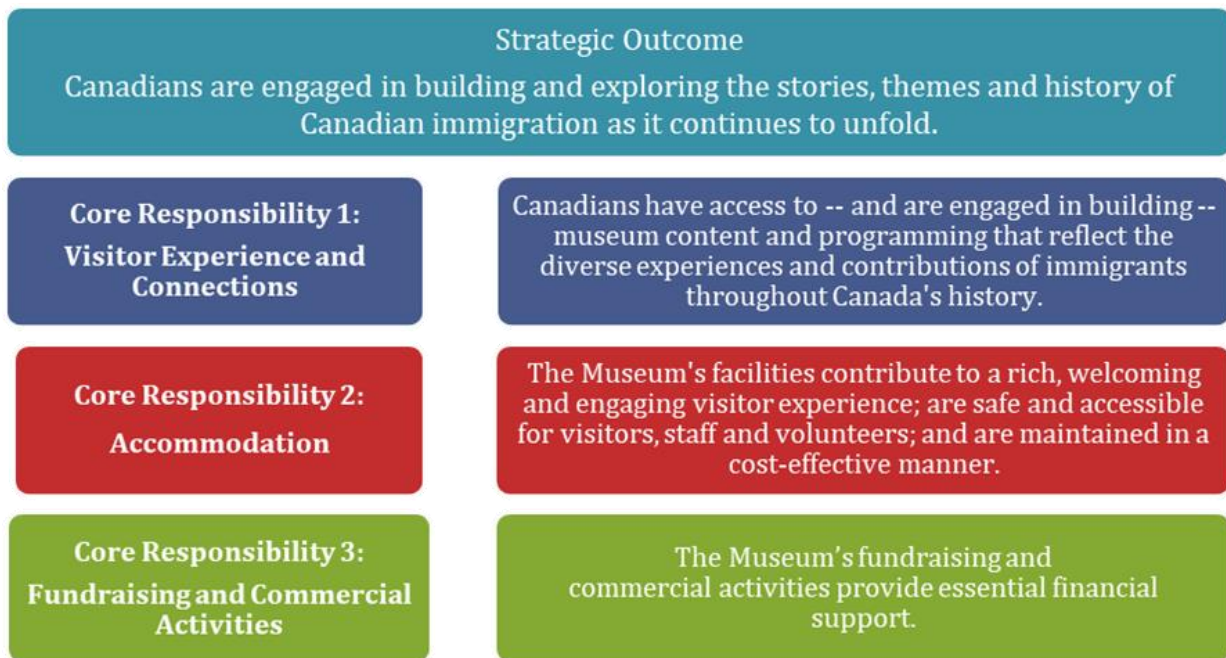 Strategic Outcome
Canadians are engaged in building and exploring the stories, themes and history of
Canadian immigration as it continues to unfold.
Core Responsibility 1:
Visitor Experience and
Connections
Canadians have access to -- and are engaged in building --
museum content and programming that reflect the
diverse experiences and contributions of immigrants
throughout Canada's history.
Core Responsibility 2:
Accommodation
The Museum's facilities contribute to a rich, welcoming
and engaging visitor experience; are safe and accessible
for visitors, staff and volunteers; and are maintained in a
cost-effective manner.
Core Responsibility 3:
Fundraising and Commercial
Activities
The Museum’s fundraising and
commercial activities provide essential financial
support.